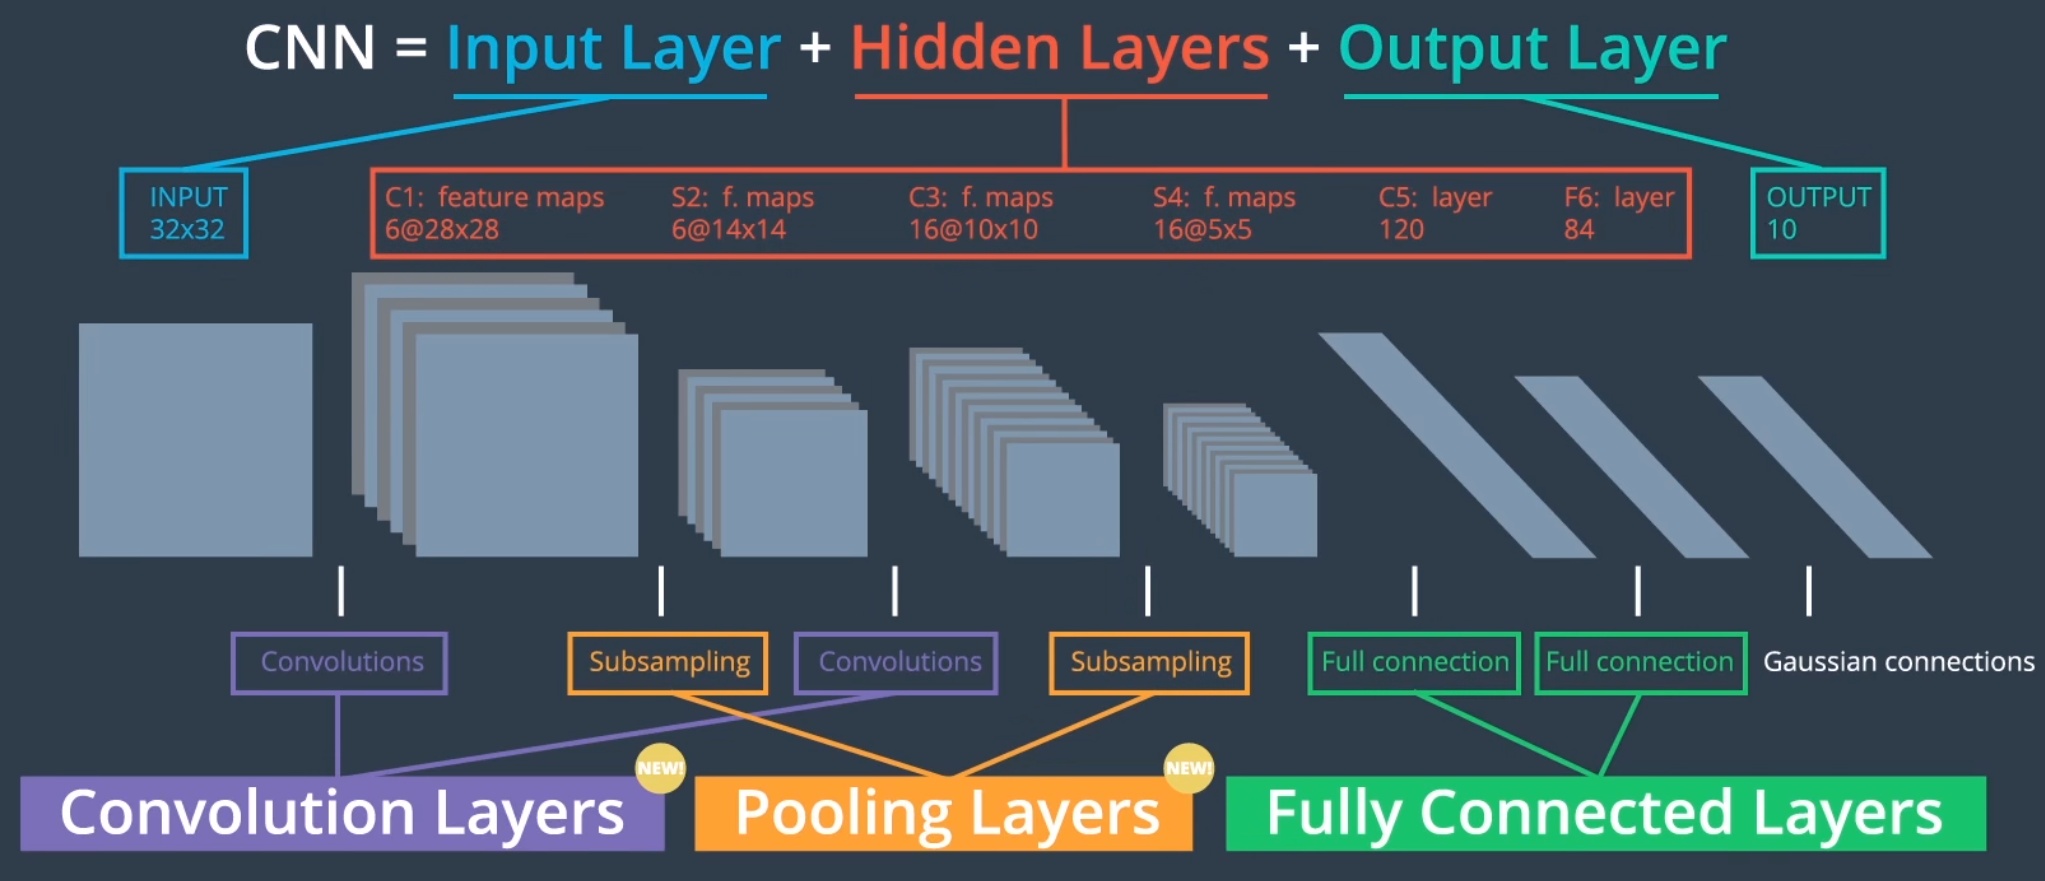 CNN = Input Layer + Hidden Layers + Output Layer
INPUT
32x32
C1: feature maps
6@28x28
S2: f. maps
6@14x14
C3: f. maps
16@10x10
S4: f. maps
16@5x5
C5: layer
120
F6: layer
84
OUTPUT
10
Convolutions
Subsampling
Convolutions
Subsampling
Full connection
Full connection
Gaussian connections
Convolution Layers
NEW!
Pooling Layers
NEW!
Fully Connected Layers